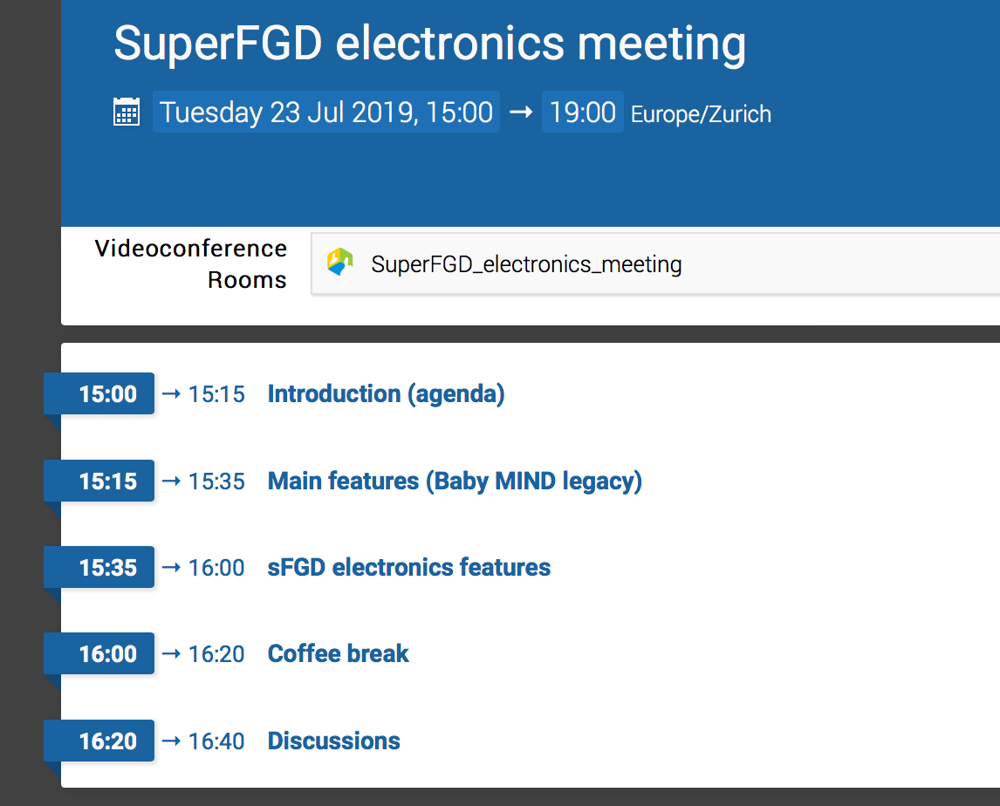 SuperFGD electronics meeting
Tuesday 23 Jul 2019, 15:00 → 19:00 Europe/Zurich
Videoconference
Rooms
SuperFGD_electronics_meeting
15:00 → 15:15 Introduction (agenda)
15:15 → 15:35 Main features (Baby MIND legacy)
15:35 → 16:00 sFGD electronics features
16:00 → 16:20 Coffee break
16:20 → 16:40 Discussions